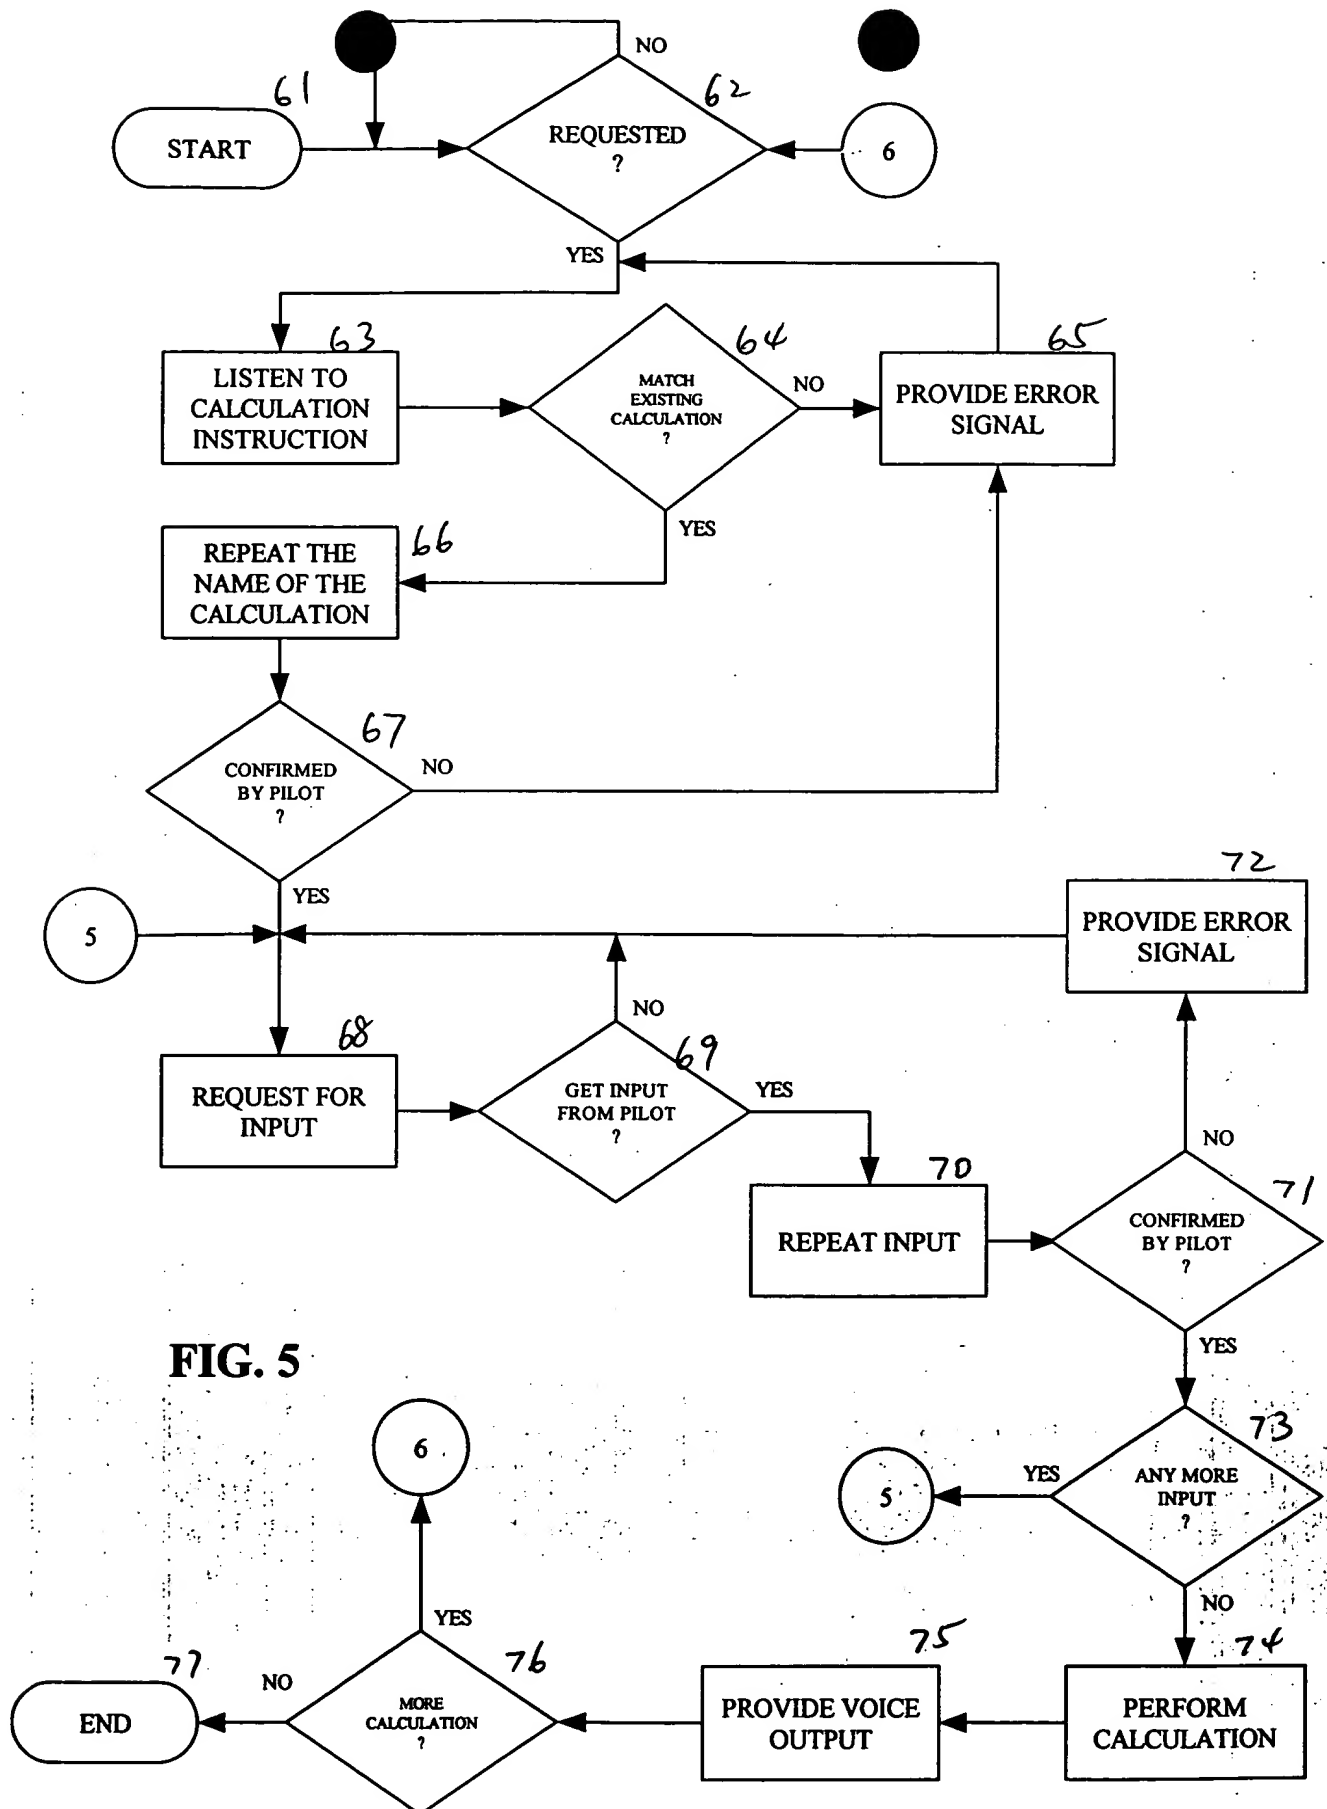 NO
61
62
START
REQUESTED
?
6
YES
63
64
65
LISTEN TO
CALCULATION
INSTRUCTION
MATCH
EXISTING
CALCULATION
?
NO
PROVIDE ERROR
SIGNAL
YES
66
REPEAT THE
NAME OF THE
CALCULATION
67
CONFIRMED
BY PILOT
?
NO
YES
72
5
PROVIDE ERROR
SIGNAL
NO
68
69
REQUEST FOR
INPUT
GET INPUT
FROM PILOT
?
YES
NO
70
71
REPEAT INPUT
CONFIRMED
BY PILOT
?
YES
FIG. 5
6
73
5
YES
ANY MORE
INPUT
?
NO
YES
75
74
77
NO
76
END
MORE
CALCULATION
?
PROVIDE VOICE
OUTPUT
PERFORM
CALCULATION